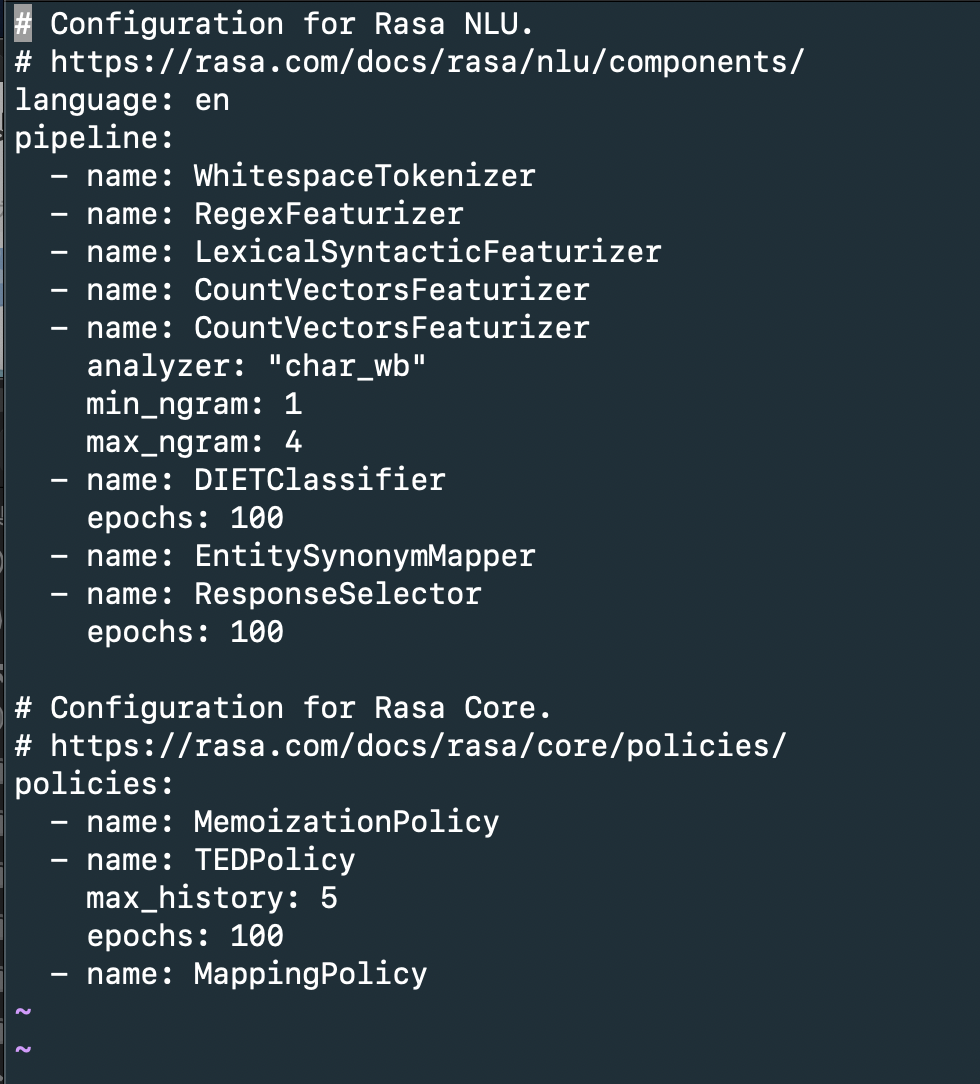 # Configuration for Rasa NLU.
# https://rasa.com/docs/rasa/nlu/components/
language: en
pipeline:
  - name: WhitespaceTokenizer
  - name: RegexFeaturizer
  - name: LexicalSyntacticFeaturizer
  - name: CountVectorsFeaturizer
  - name: CountVectorsFeaturizer
    analyzer: "char_wb"
    min_ngram: 1
    max_ngram: 4
  - name: DIETClassifier
    epochs: 100
  - name: EntitySynonymMapper
  - name: ResponseSelector
    epochs: 100

# Configuration for Rasa Core.
# https://rasa.com/docs/rasa/core/policies/
policies:
  - name: MemoizationPolicy
  - name: TEDPolicy
    max_history: 5
    epochs: 100
  - name: MappingPolicy
~
~